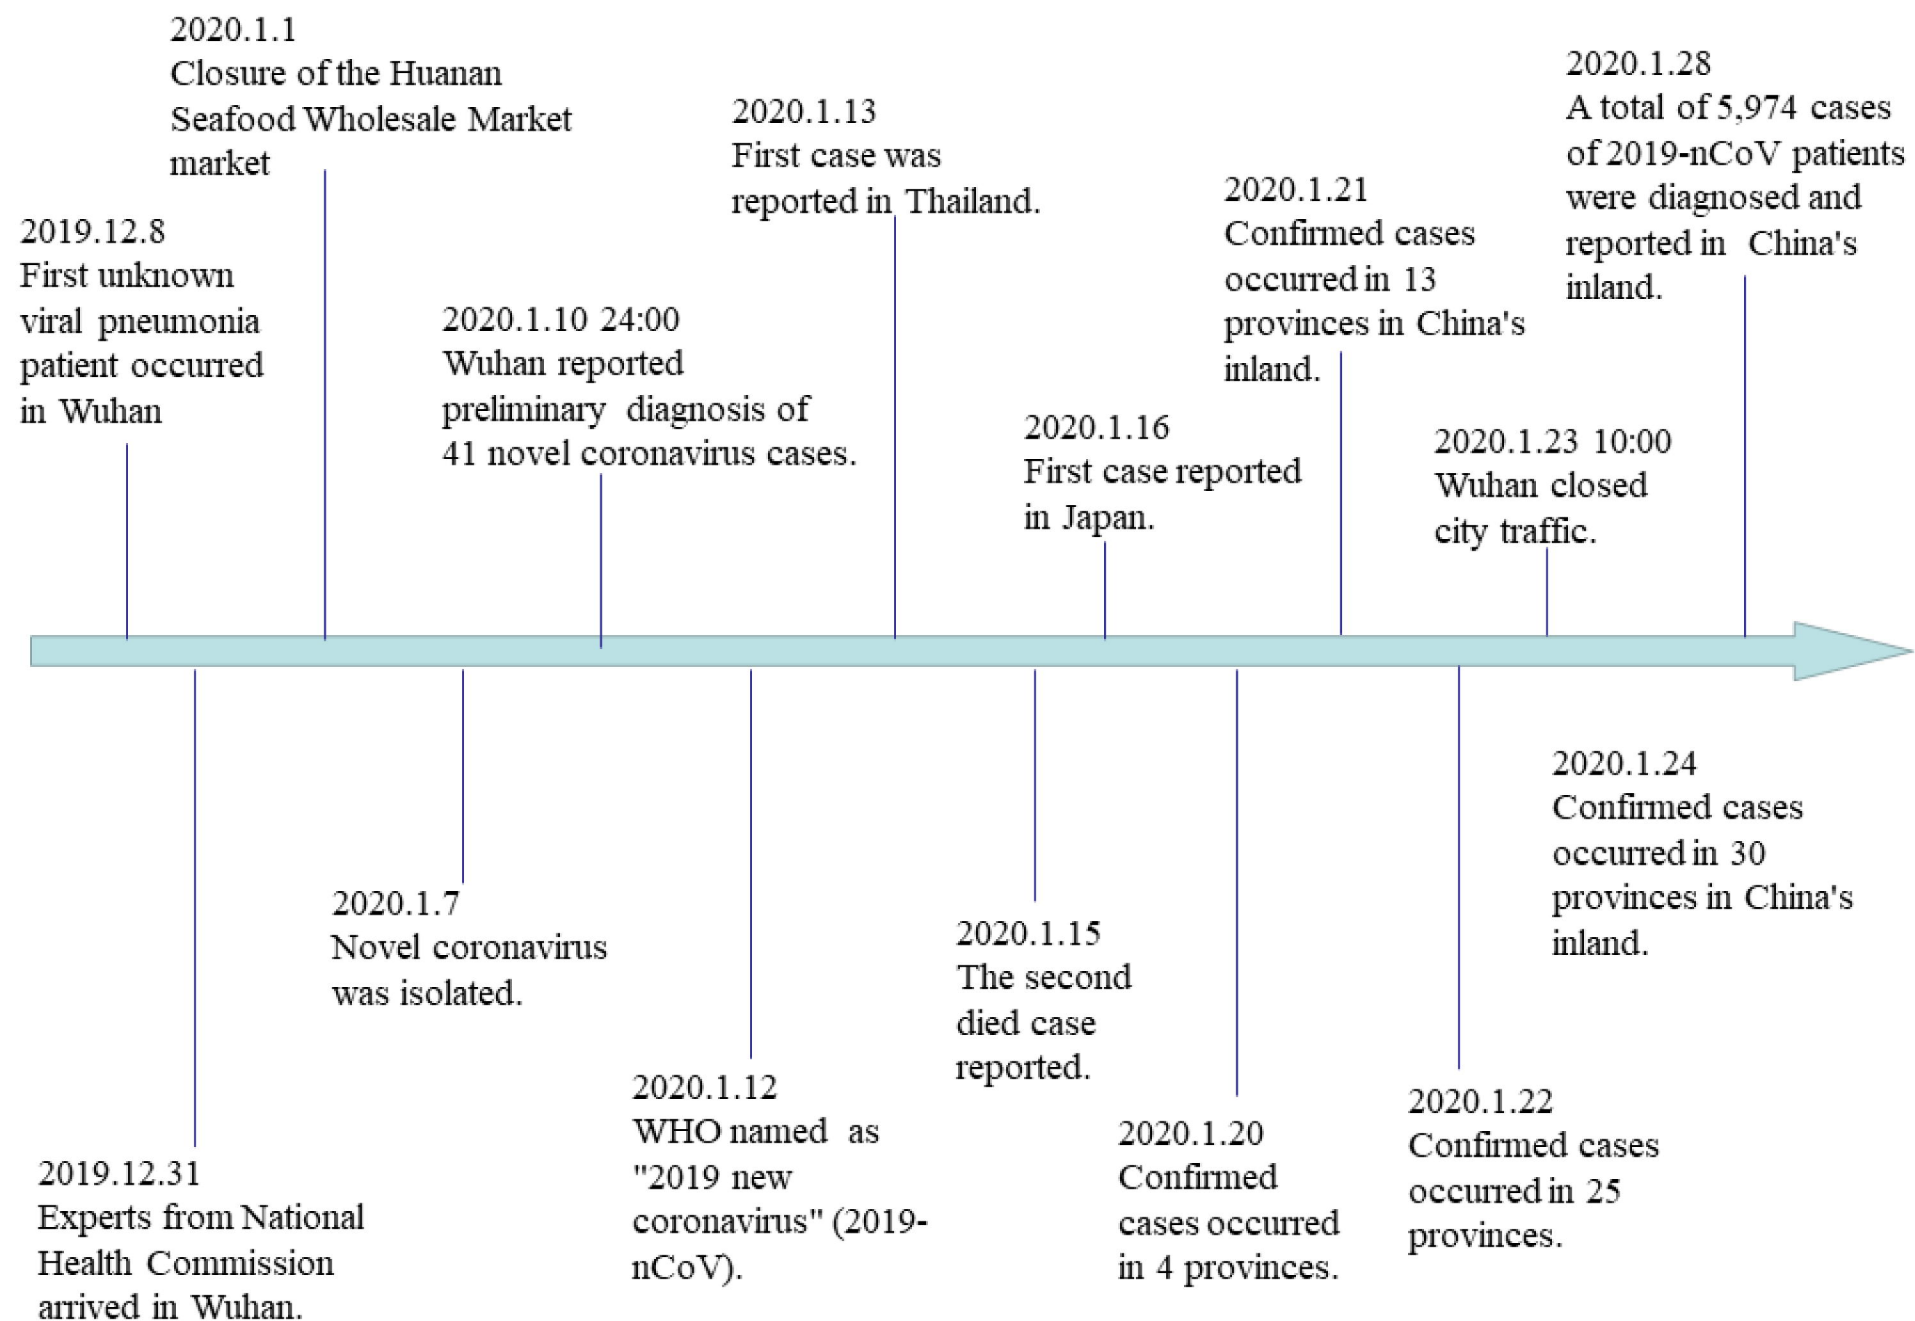 2020.1.1
Closure of the Huanan
Seafood Wholesale Market
market
2019.12.8
First unknown
viral pneumonia
patient occurred
in Wuhan
2020.1.10 24:00
Wuhan reported
preliminary diagnosis of
41 novel coronavirus cases.
2020.1.13
First case was
reported in Thailand.
2020.1.16
First case reported
in Japan.
2020.1.21
Confirmed cases
occurred in 13
provinces in China's
inland.
2020.1.23 10:00
Wuhan closed
city traffic.
2020.1.28
A total of 5,974 cases
of 2019-nCoV patients
were diagnosed and
reported in China's
inland.
2019.12.31
Experts from National
Health Commission
arrived in Wuhan.
2020.1.7
Novel coronavirus
was isolated.
2020.1.12
WHO named as
"2019 new
coronavirus" (2019-
nCoV).
2020.1.15
The second
died case
reported.
2020.1.20
Confirmed
cases occurred
in 4 provinces.
2020.1.22
Confirmed cases
occurred in 25
provinces.
2020.1.24
Confirmed cases
occurred in 30
provinces in China's
inland.